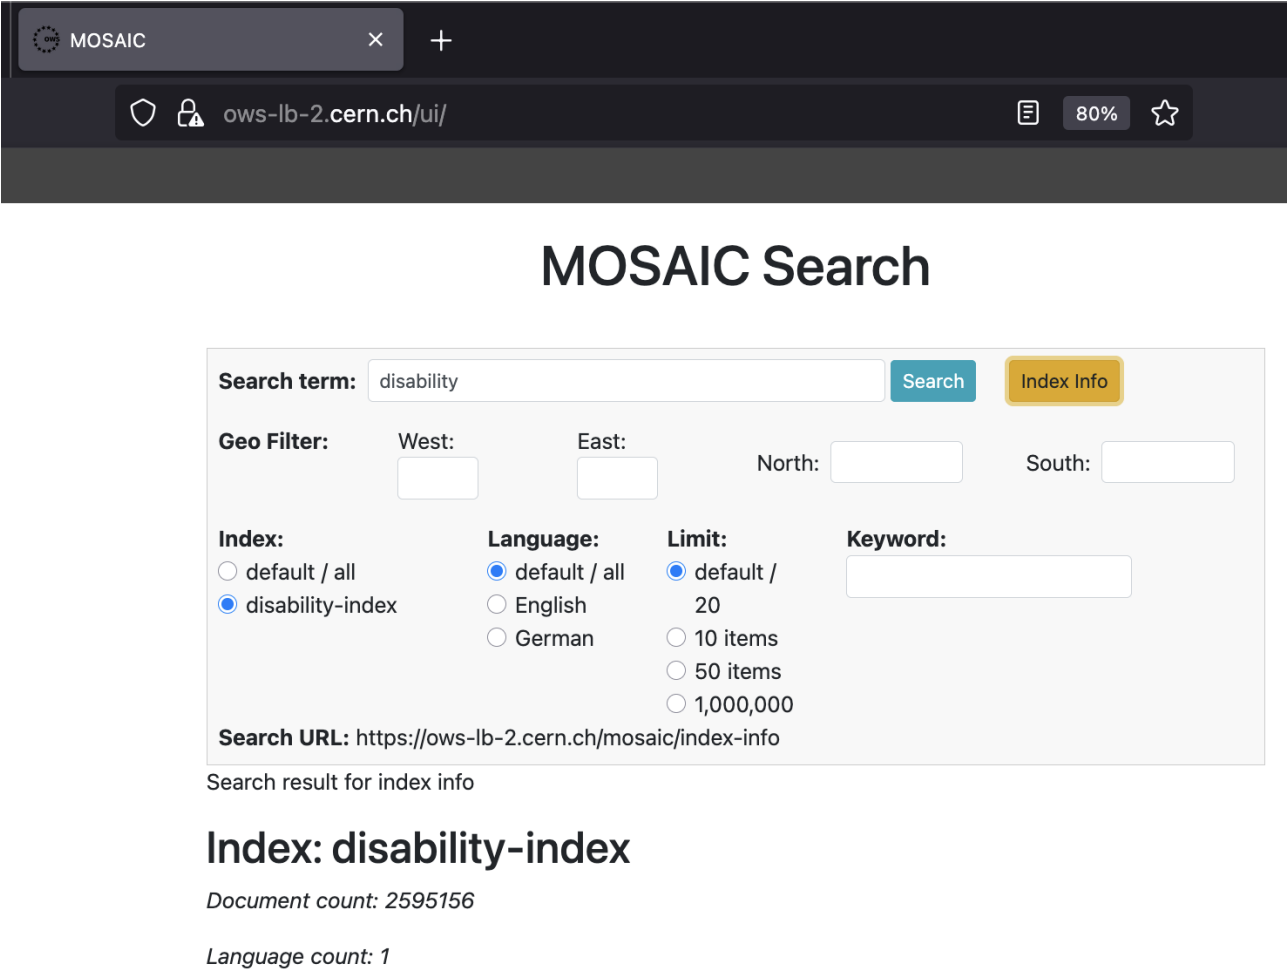 ows MOSAIC
ows-lb-2.cern.ch/ui/ 80%
MOSAIC Search
Search term: disability Search Index Info
Geo Filter: West: East: North: South:
Index: Language: Limit: Keyword:
default / all default / all default / 20
disability-index English
German 10 items
50 items
1,000,000
Search URL: https://ows-lb-2.cern.ch/mosaic/index-info
Search result for index info
Index: disability-index
Document count: 2595156
Language count: 1